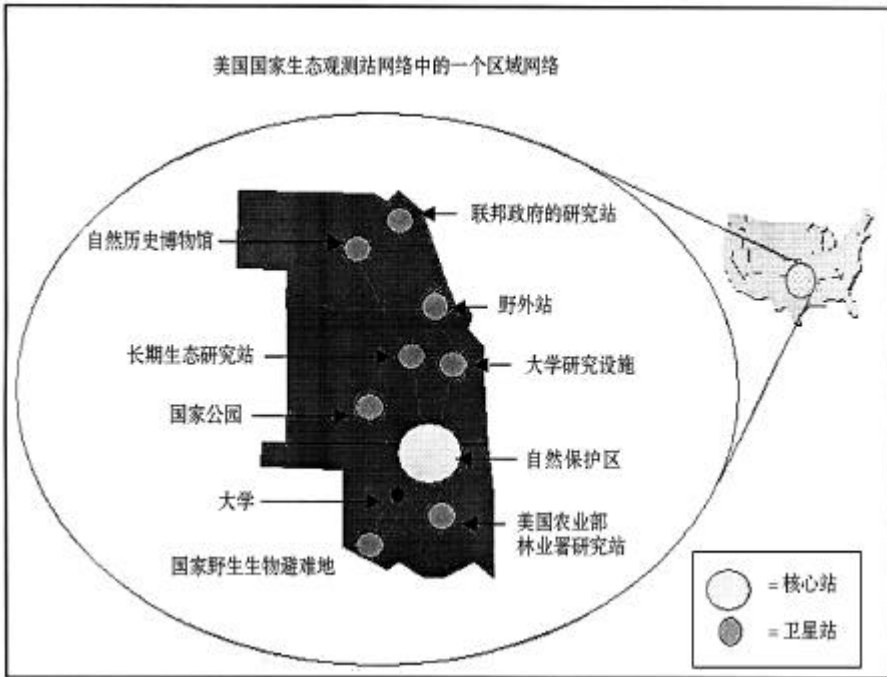 美国国家生态观测站网络中的一个区域网络
联邦政府的研究站
自然历史博物馆
野外站
长期生态研究站
大学研究设施
国家公园
自然保护区
大学
美国农业部
林业署研究站
国家野生生物避难地
= 核心站
= 卫星站